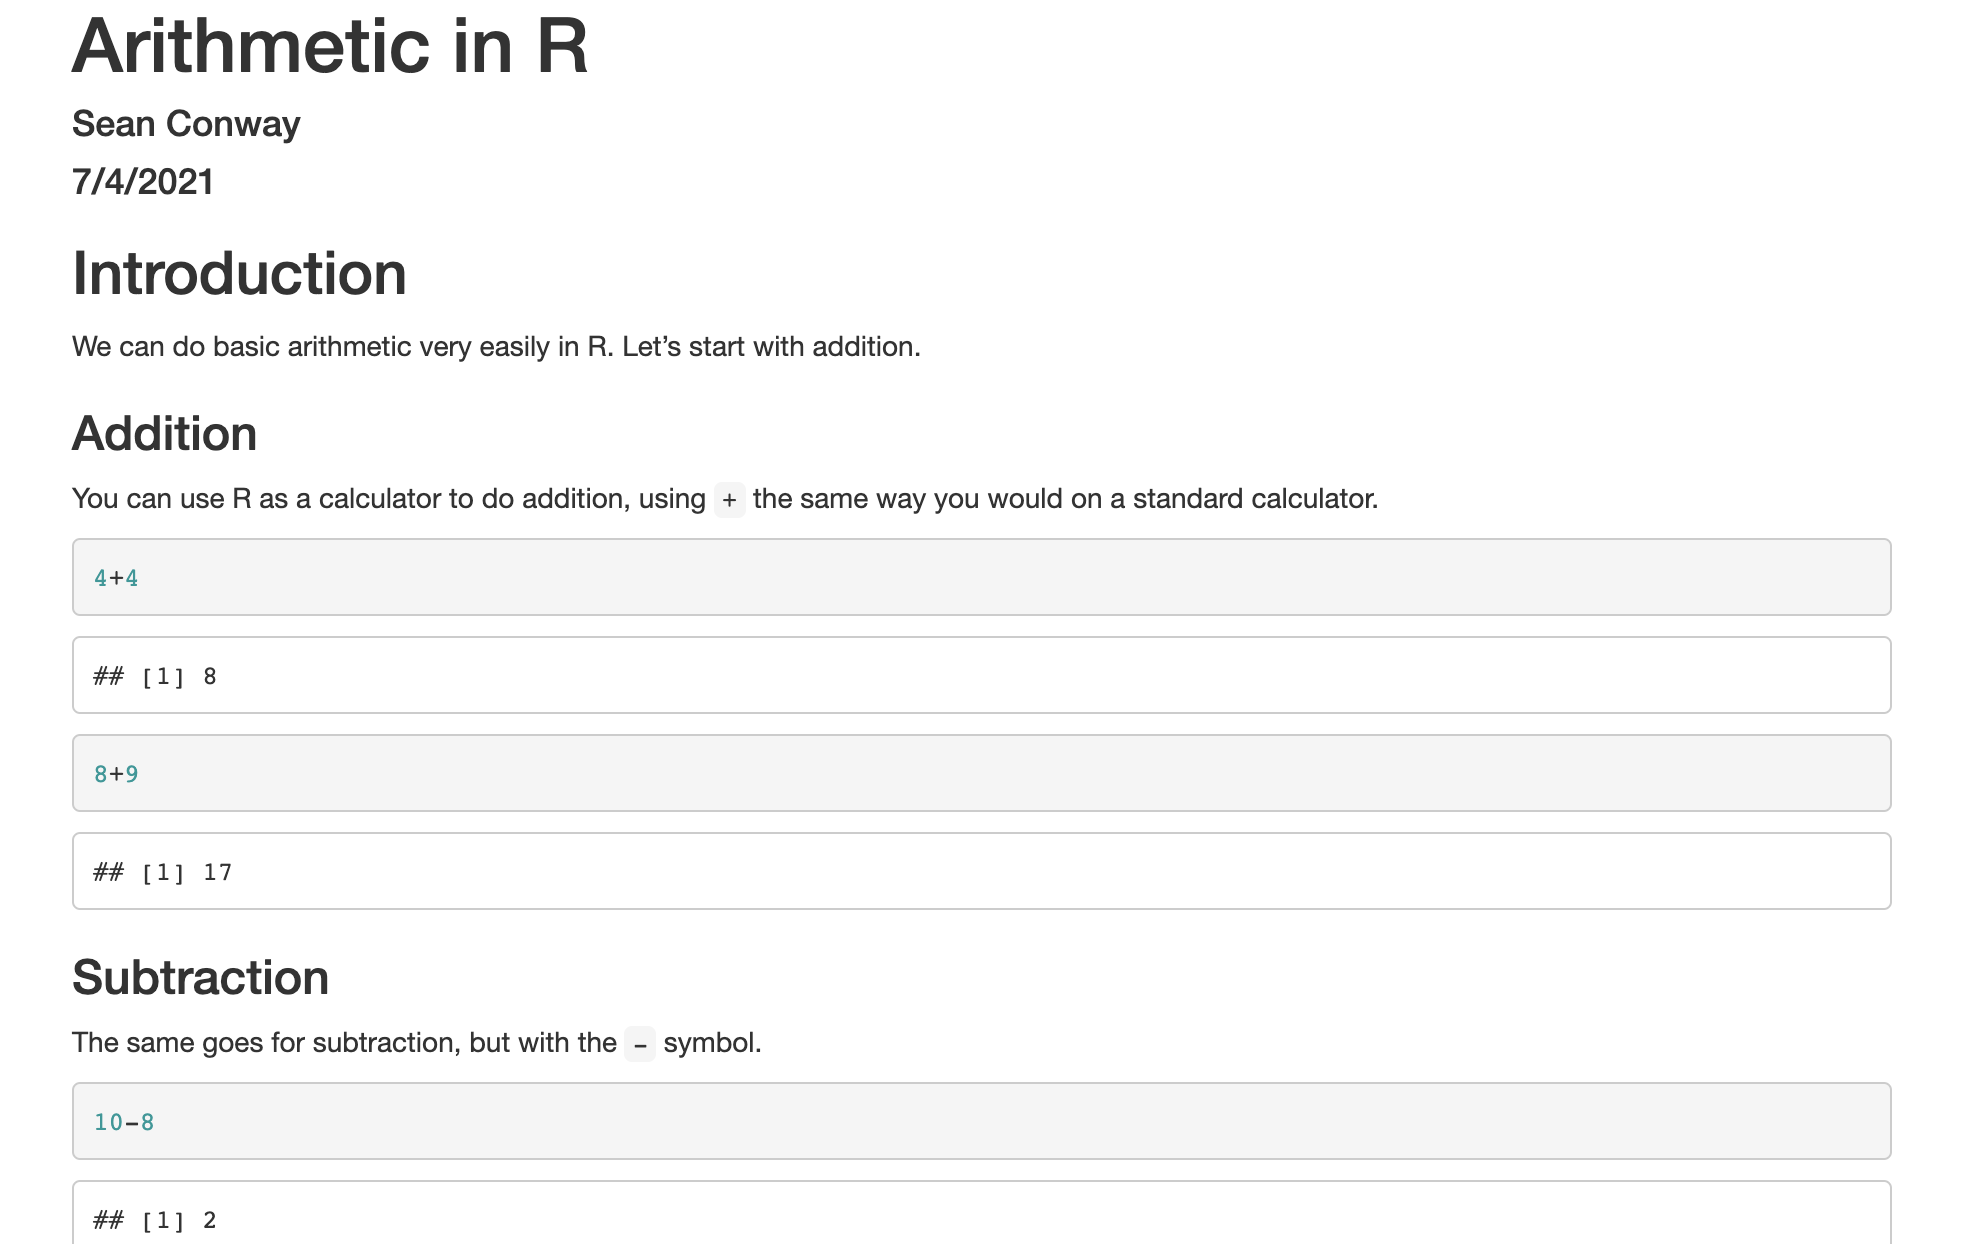 Arithmetic in R
Sean Conway
7/4/2021
Introduction
We can do basic arithmetic very easily in R. Let’s start with addition.
Addition
You can use R as a calculator to do addition, using + the same way you would on a standard calculator.
4+4
## [1] 8
8+9
## [1] 17
Subtraction
The same goes for subtraction, but with the - symbol.
10-8
## [1] 2